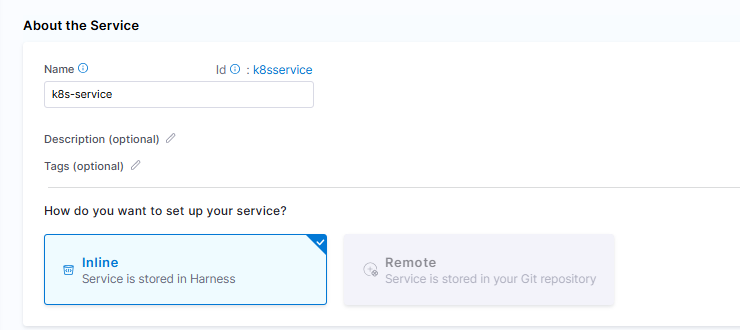 About the Service
Name Id : k8sservice
k8s-service
Description (optional)
Tags (optional)
How do you want to set up your service?
Inline
Service is stored in Harness
Remote
Service is stored in your Git repository